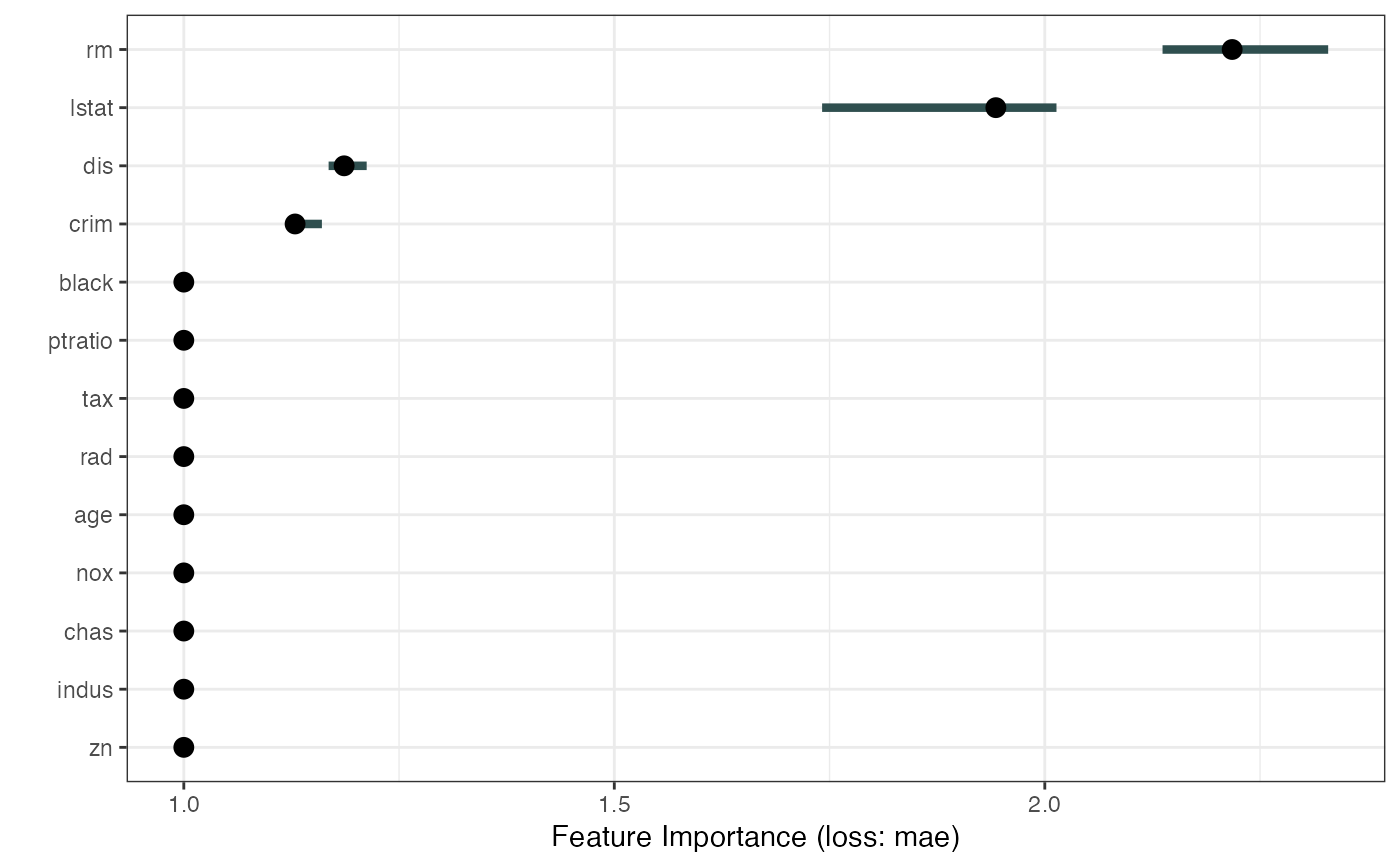 rm
lstat
dis
crim
black
ptratio
tax
rad
age
nox
chas
indus
zn
1.0 1.5 2.0
Feature Importance (loss: mae)